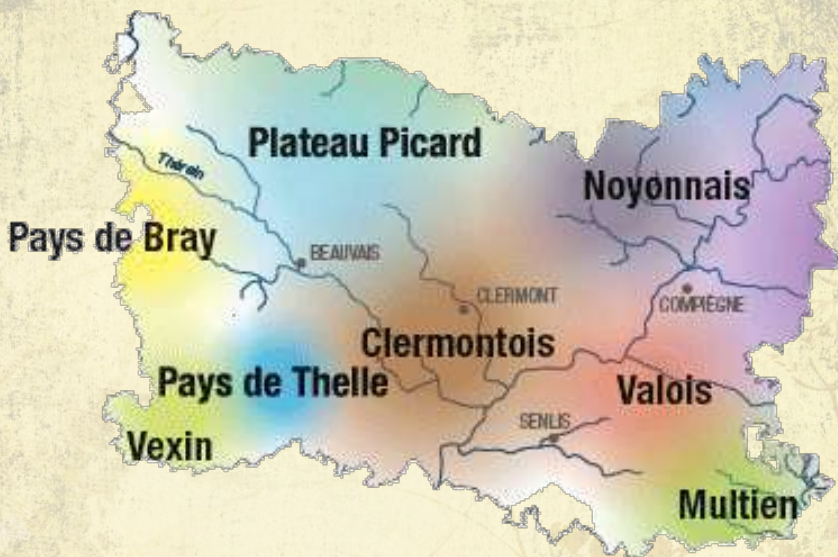 Plateau Picard
Thérain
Noyonnais
Pays de Bray
BEAUVAIS
CLERMONT
COMPIÈGNE
Clermontois
Pays de Thelle
Valois
SENLIS
Vexin
Multien